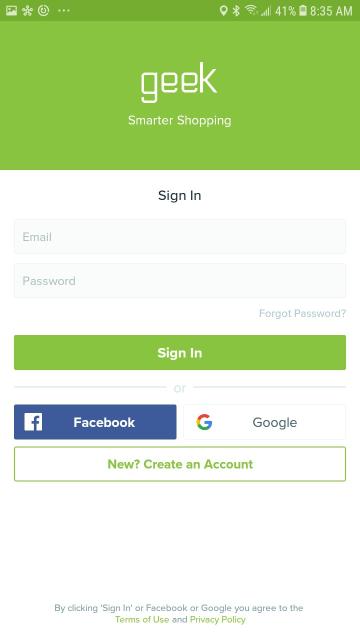 41% 8:35 AM
geek
Smarter Shopping
Sign In
Email
Password
Forgot Password?
Sign In
or
Facebook
Google
New? Create an Account
By clicking 'Sign In' or Facebook or Google you agree to the
Terms of Use and Privacy Policy